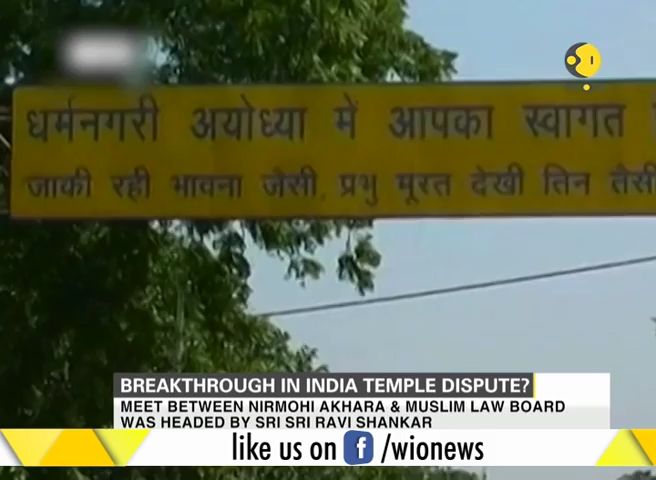 धर्मनगरी अयोध्या में आपका स्वागत
जाकी रही भावना जैसी, प्रभु मूरत देखी तिन तैसी
BREAKTHROUGH IN INDIA TEMPLE DISPUTE?
MEET BETWEEN NIRMOHI AKHARA & MUSLIM LAW BOARD
WAS HEADED BY SRI SRI RAVI SHANKAR
like us on f/wionews